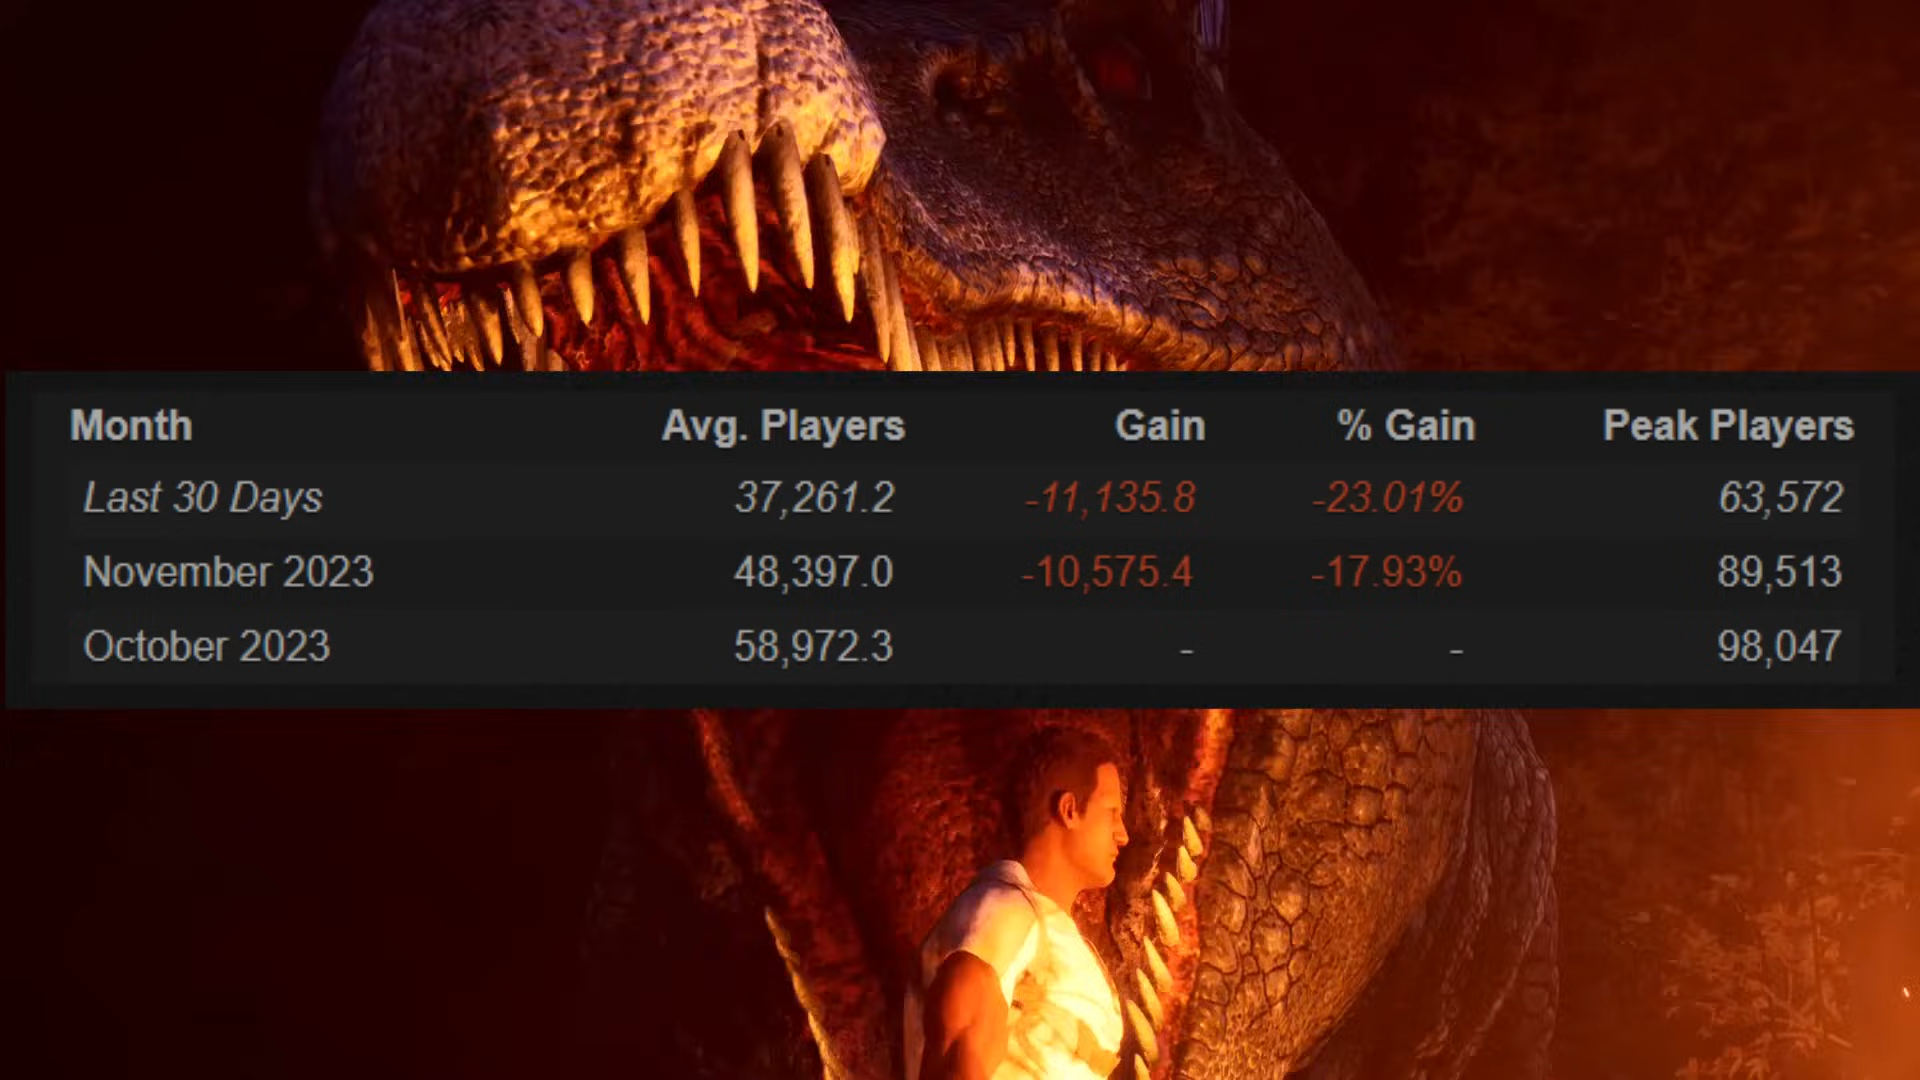 Month Avg. Players Gain % Gain Peak Players
Last 30 Days 37,261.2 -11,135.8 -23.01% 63,572
November 2023 48,397.0 -10,575.4 -17.93% 89,513
October 2023 58,972.3 - - 98,047